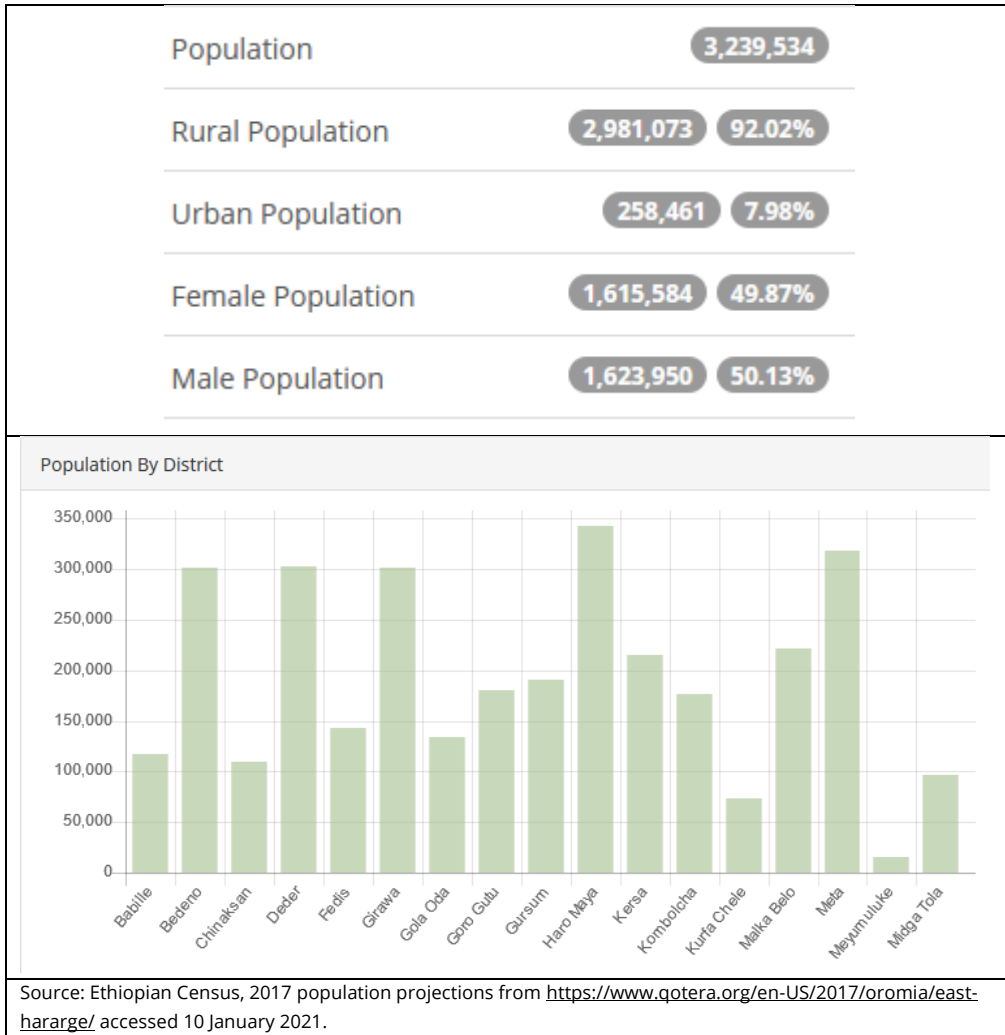 Population 3,239,534
Rural Population 2,981,073 92.02%
Urban Population 258,461 7.98%
Female Population 1,615,584 49.87%
Male Population 1,623,950 50.13%
Population By District
350,000
300,000
250,000
200,000
150,000
100,000
50,000
0
Babille
Bedeno
Chinaksan
Deder
Fedis
Girawa
Gola Oda
Goro Gutu
Gursum
Haro Maya
Kersa
Kombolcha
Kurfa Chele
Malka Belo
Meta
Meyumuluke
Midga Tola
Source: Ethiopian Census, 2017 population projections from https://www.qotera.org/en-US/2017/oromia/east-
hararge/ accessed 10 January 2021.